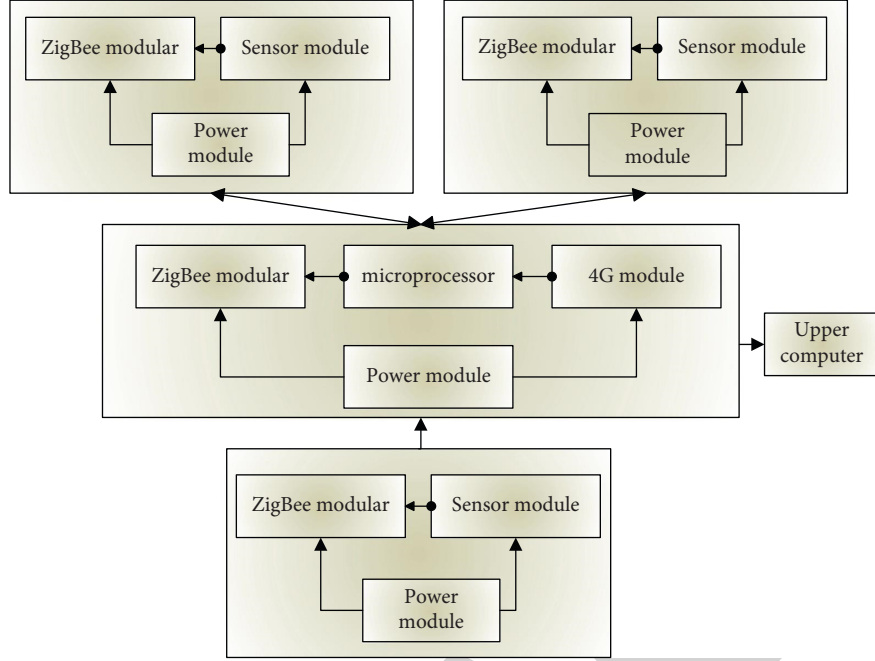 ZigBee modular
Sensor module
Power
module
ZigBee modular
Sensor module
Power
module
ZigBee modular
microprocessor
4G module
Power module
Upper
computer
ZigBee modular
Sensor module
Power
module